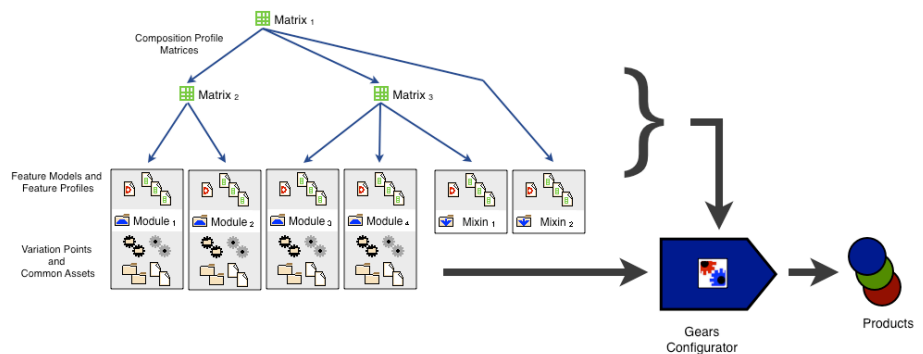 Matrix 1
Composition Profile
Matrices
Matrix 2
Matrix 3
Feature Models and
Feature Profiles
Module 1
Module 2
Module 3
Module 4
Mixin 1
Mixin 2
Variation Points
and
Common Assets
Gears
Configurator
Products